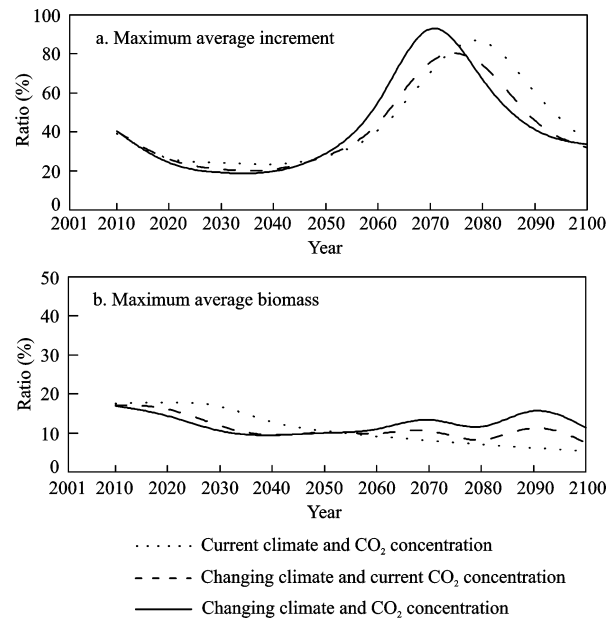 a. Maximum average increment
Ratio (%)
100
80
60
40
20
0
2001 2010 2020 2030 2040 2050 2060 2070 2080 2090 2100
Year
b. Maximum average biomass
Ratio (%)
50
40
30
20
10
0
2001 2010 2020 2030 2040 2050 2060 2070 2080 2090 2100
Year
Current climate and CO₂ concentration
Changing climate and current CO₂ concentration
Changing climate and CO₂ concentration